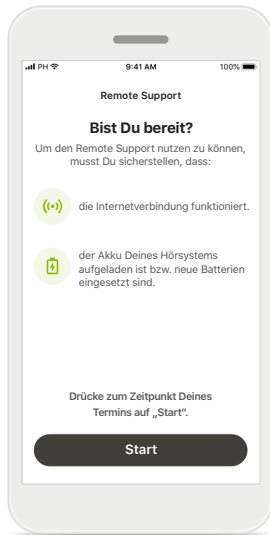 PH 9:41 AM 100%
Remote Support
Bist Du bereit?
Um den Remote Support nutzen zu können,
musst Du sicherstellen, dass:
die Internetverbindung funktioniert.
der Akku Deines Hörsystems
aufgeladen ist bzw. neue Batterien
eingesetzt sind.
Drücke zum Zeitpunkt Deines
Termins auf „Start“.
Start